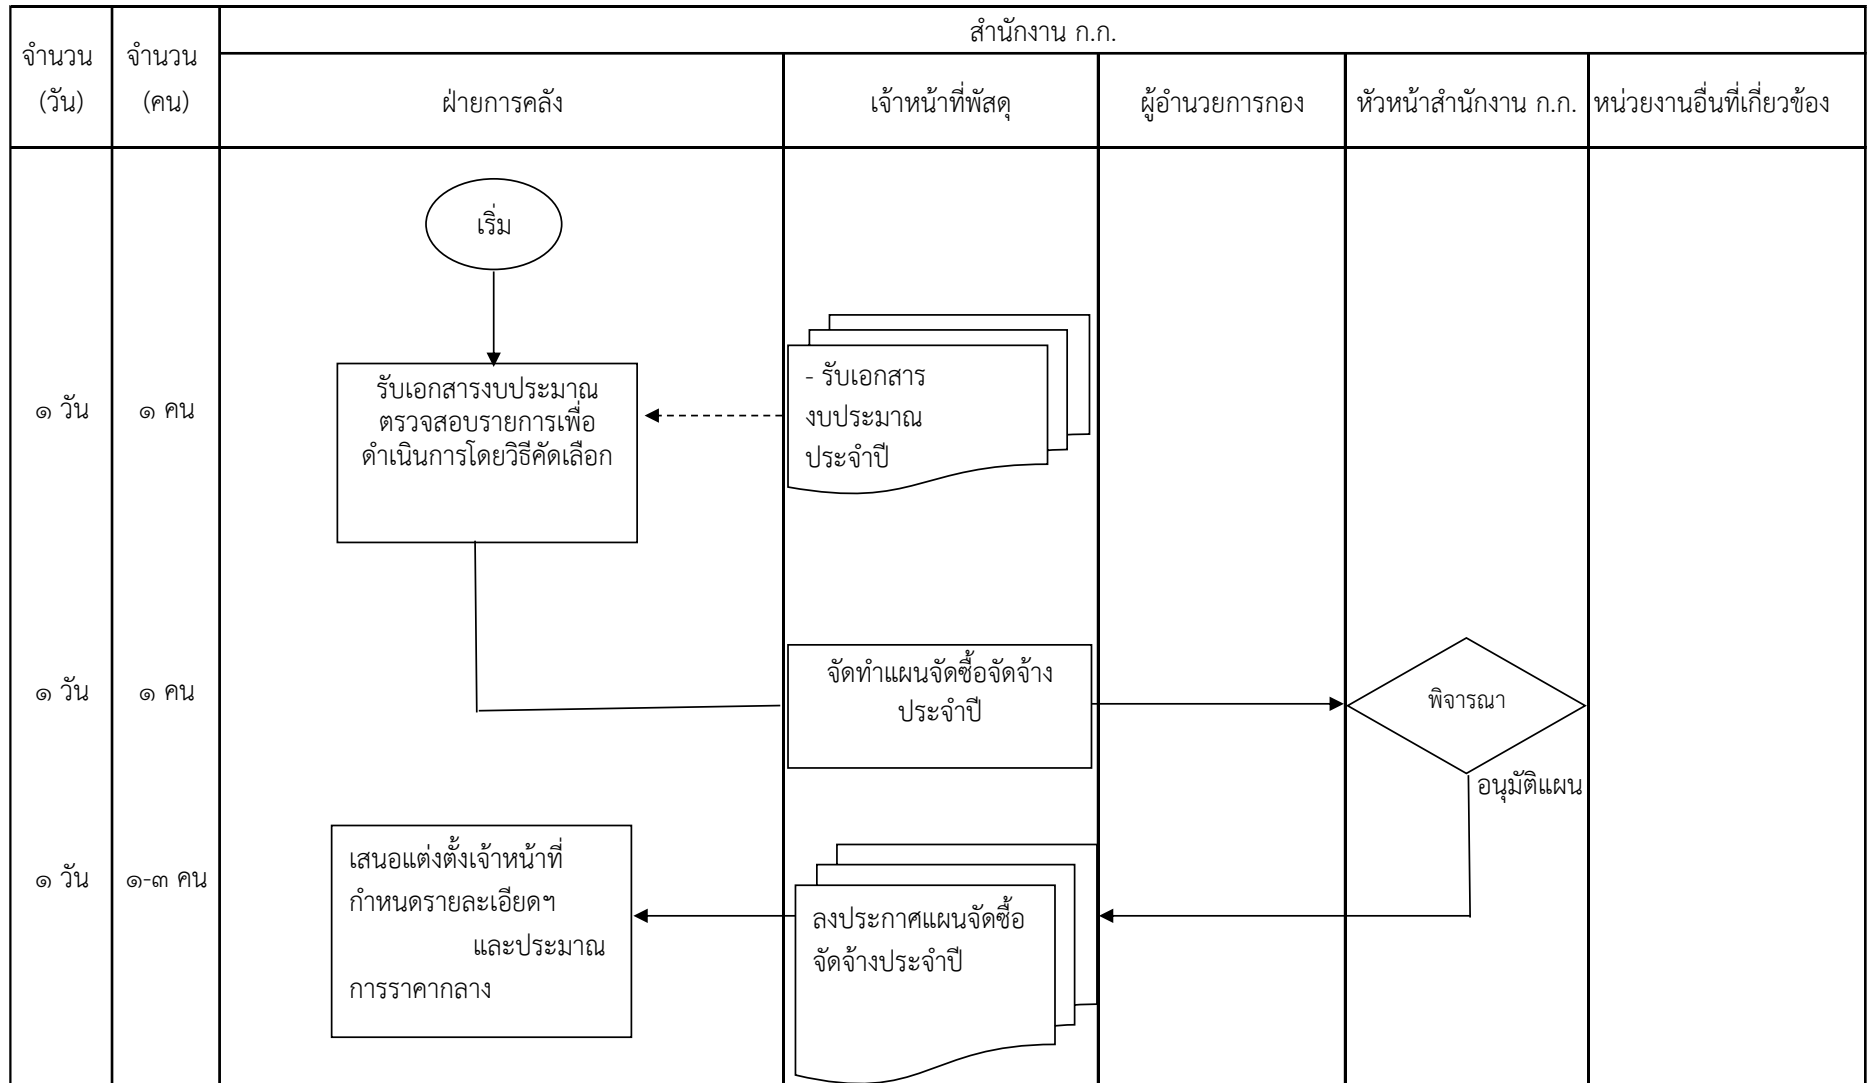 สำนักงาน ก.ก.
จำนวน
(วัน)
จำนวน
(คน)
ฝ่ายการคลัง
เจ้าหน้าที่พัสดุ
ผู้อำนวยการกอง
หัวหน้าสำนักงาน ก.ก.
หน่วยงานอื่นที่เกี่ยวข้อง
เริ่ม
๑ วัน
๑ คน
รับเอกสารงบประมาณ
ตรวจสอบรายการเพื่อ
ดำเนินการโดยวิธีคัดเลือก
- รับเอกสาร
งบประมาณ
ประจำปี
๑ วัน
๑ คน
จัดทำแผนจัดซื้อจัดจ้าง
ประจำปี
พิจารณา
อนุมัติแผน
๑ วัน
๑-๓ คน
เสนอแต่งตั้งเจ้าหน้าที่
กำหนดรายละเอียดฯ
และประมาณ
การราคากลาง
ลงประกาศแผนจัดซื้อ
จัดจ้างประจำปี